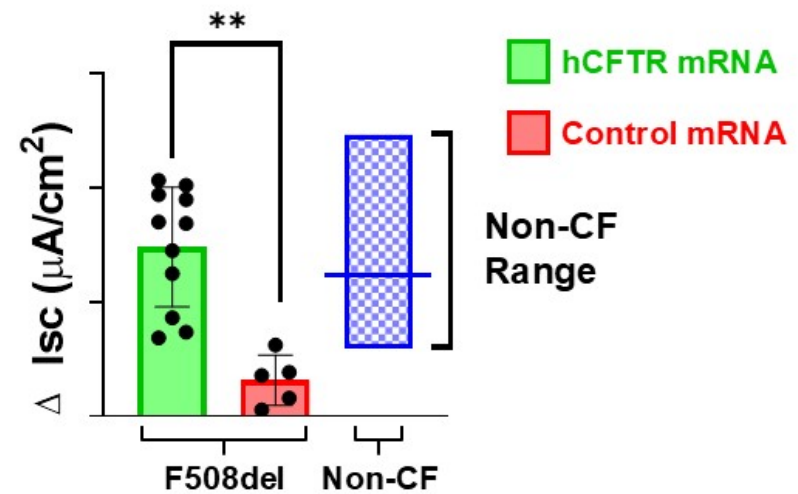 **
hCFTR mRNA
Control mRNA
Δ Isc (μA/cm²)
Non-CF
Range
F508del
Non-CF